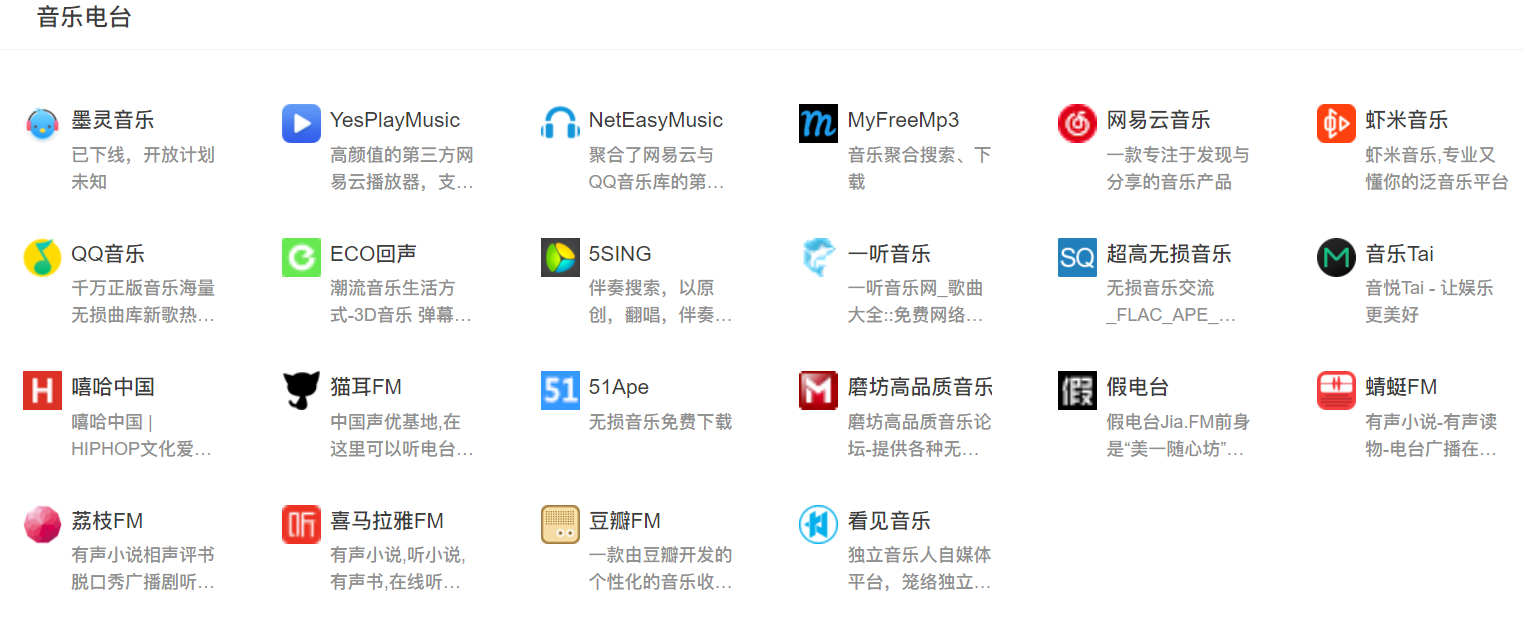 音乐电台
墨灵音乐
已下线，开放计划
未知
YesPlayMusic
高颜值的第三方网
易云播放器，支…
NetEasyMusic
聚合了网易云与
QQ音乐库的第…
MyFreeMp3
音乐聚合搜索、下
载
网易云音乐
一款专注于发现与
分享的音乐产品
虾米音乐
虾米音乐,专业又
懂你的泛音乐平台
QQ音乐
千万正版音乐海量
无损曲库新歌热…
ECO回声
潮流音乐生活方
式-3D音乐 弹幕…
5SING
伴奏搜索，以原
创，翻唱，伴奏…
一听音乐
一听音乐网_歌曲
大全::免费网络…
SQ
超高无损音乐
无损音乐交流
_FLAC_APE_…
音乐Tai
音悦Tai - 让娱乐
更美好
H
嘻哈中国
嘻哈中国 |
HIPHOP文化爱…
猫耳FM
中国声优基地,在
这里可以听电台…
51
51Ape
无损音乐免费下载
M
磨坊高品质音乐
磨坊高品质音乐论
坛-提供各种无…
假
假电台
假电台Jia.FM前身
是“美一随心坊”…
蜻蜓FM
有声小说-有声读
物-电台广播在…
荔枝FM
有声小说相声评书
脱口秀广播剧听…
听
喜马拉雅FM
有声小说,听小说,
有声书,在线听…
豆瓣FM
一款由豆瓣开发的
个性化的音乐收…
看见音乐
独立音乐人自媒体
平台，笼络独立…